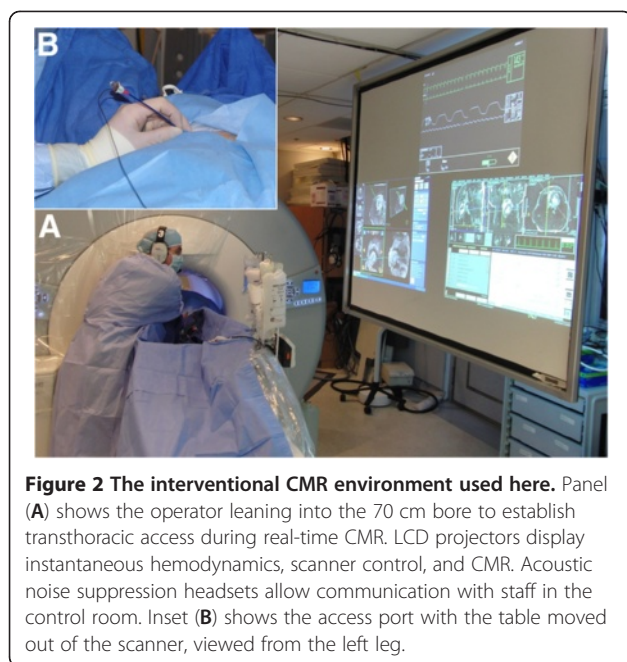 B
A
Figure 2 The interventional CMR environment used here. Panel
(A) shows the operator leaning into the 70 cm bore to establish
transthoracic access during real-time CMR. LCD projectors display
instantaneous hemodynamics, scanner control, and CMR. Acoustic
noise suppression headsets allow communication with staff in the
control room. Inset (B) shows the access port with the table moved
out of the scanner, viewed from the left leg.